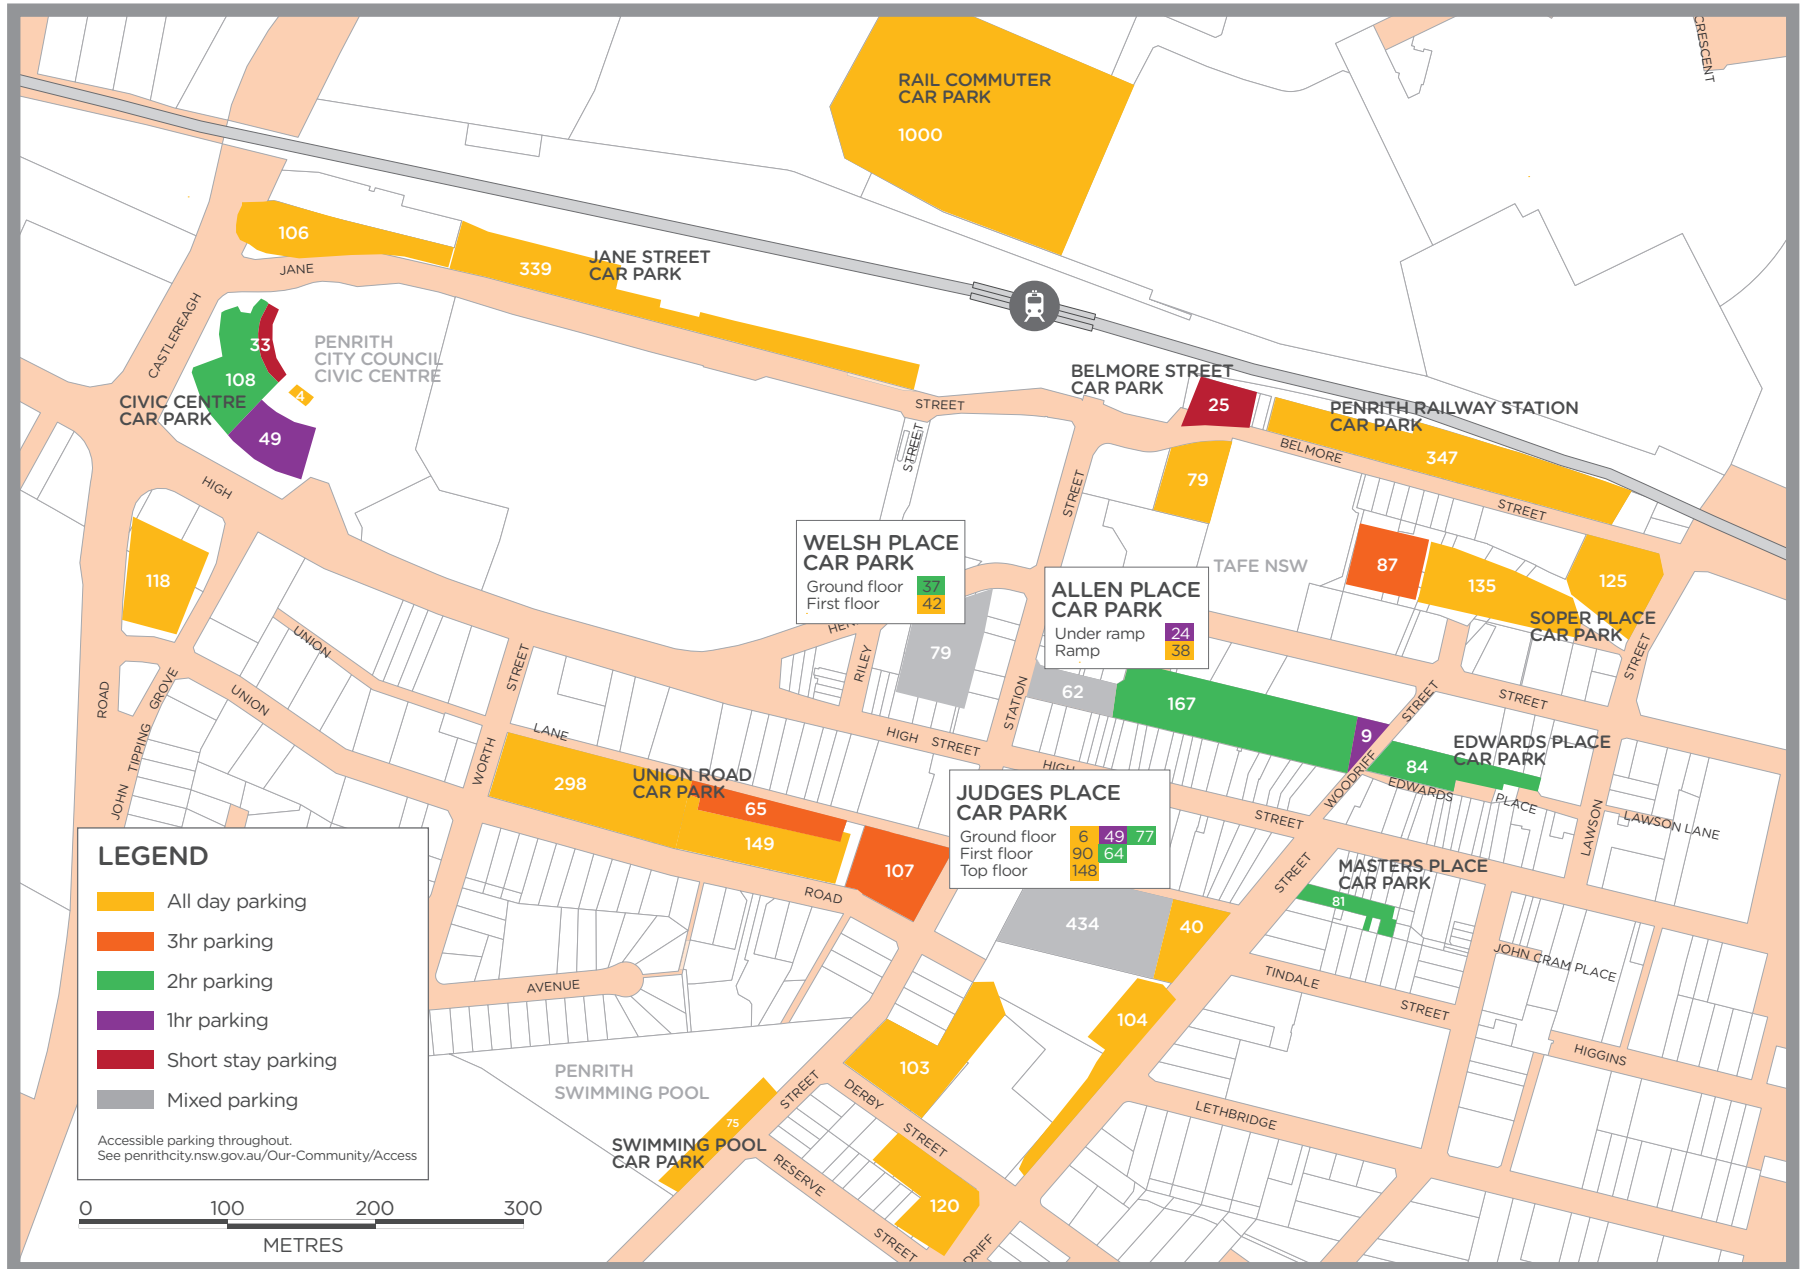 CRESCENT
RAIL COMMUTER
CAR PARK
1000
106
JANE
339
JANE STREET
CAR PARK
CASTLEREAGH
33
108
4
49
PENRITH
CITY COUNCIL
CIVIC CENTRE
CIVIC CENTRE
CAR PARK
STREET
STREET
BELMORE STREET
CAR PARK
25
PENRITH RAILWAY STATION
CAR PARK
347
BELMORE
STREET
79
STREET
HIGH
118
WELSH PLACE
CAR PARK
Ground floor 37
First floor 42
79
ALLEN PLACE
CAR PARK
Under ramp 24
Ramp 38
TAFE NSW
87
135
125
SOPER PLACE
CAR PARK
STREET
UNION
STREET
RILEY
STATION
62
167
9
STREET
STREET
ROAD
GROVE
TIPPING
JOHN
UNION
WORTH
LANE
HIGH STREET
HIGH
STREET
WOODRIFF
84
EDWARDS PLACE
CAR PARK
EDWARDS
PLACE
LAWSON
LAWSON LANE
298
UNION ROAD
CAR PARK
65
149
107
ROAD
JUDGES PLACE
CAR PARK
Ground floor 6 49 77
First floor 90 64
Top floor 148
434
40
STREET
MASTERS PLACE
CAR PARK
81
JOHN CRAM PLACE
TINDALE
STREET
HIGGINS
LETHBRIDGE
AVENUE
104
103
DERBY
STREET
STREET
PENRITH
SWIMMING POOL
75
SWIMMING POOL
CAR PARK
RESERVE
STREET
120
DRIFF
LEGEND
All day parking
3hr parking
2hr parking
1hr parking
Short stay parking
Mixed parking
Accessible parking throughout.
See penrithcity.nsw.gov.au/Our-Community/Access
0 100 200 300
METRES